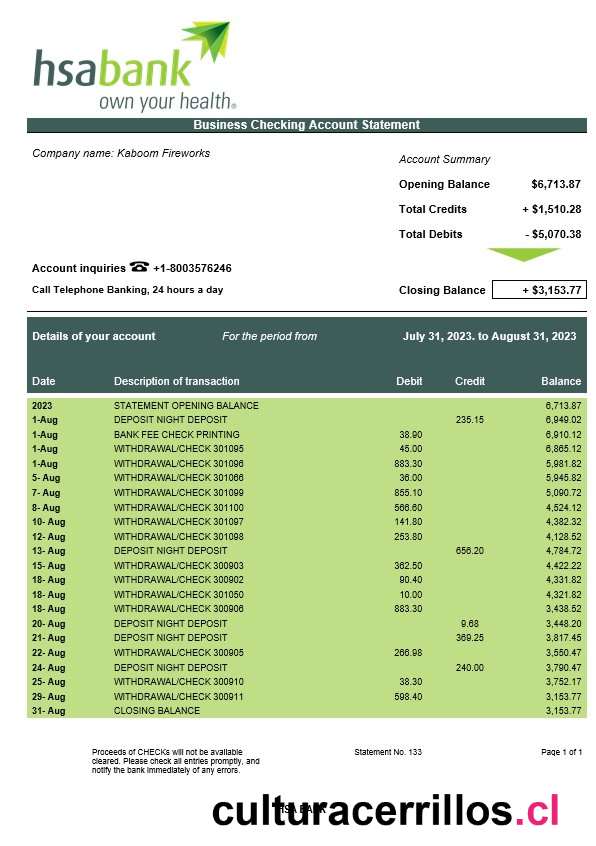 hsabank
own your health®
Business Checking Account Statement
Company name: Kaboom Fireworks
Account Summary
Opening Balance $6,713.87
Total Credits + $1,510.28
Total Debits - $5,070.38
Account inquiries ☎ +1-8003576246
Call Telephone Banking, 24 hours a day
Closing Balance + $3,153.77
Details of your account For the period from July 31, 2023. to August 31, 2023
Date Description of transaction Debit Credit Balance
2023 STATEMENT OPENING BALANCE 6,713.87
1-Aug DEPOSIT NIGHT DEPOSIT 235.15 6,949.02
1-Aug BANK FEE CHECK PRINTING 38.90 6,910.12
1-Aug WITHDRAWAL/CHECK 301095 45.00 6,865.12
1-Aug WITHDRAWAL/CHECK 301096 883.30 5,981.82
5- Aug WITHDRAWAL/CHECK 301066 36.00 5,945.82
7- Aug WITHDRAWAL/CHECK 301099 855.10 5,090.72
8- Aug WITHDRAWAL/CHECK 301100 566.60 4,524.12
10- Aug WITHDRAWAL/CHECK 301097 141.80 4,382.32
12- Aug WITHDRAWAL/CHECK 301098 253.80 4,128.52
13- Aug DEPOSIT NIGHT DEPOSIT 656.20 4,784.72
15- Aug WITHDRAWAL/CHECK 300903 362.50 4,422.22
18- Aug WITHDRAWAL/CHECK 300902 90.40 4,331.82
18- Aug WITHDRAWAL/CHECK 301050 10.00 4,321.82
18- Aug WITHDRAWAL/CHECK 300906 883.30 3,438.52
20- Aug DEPOSIT NIGHT DEPOSIT 9.68 3,448.20
21- Aug DEPOSIT NIGHT DEPOSIT 369.25 3,817.45
22- Aug WITHDRAWAL/CHECK 300905 266.98 3,550.47
24- Aug DEPOSIT NIGHT DEPOSIT 240.00 3,790.47
25- Aug WITHDRAWAL/CHECK 300910 38.30 3,752.17
29- Aug WITHDRAWAL/CHECK 300911 598.40 3,153.77
31- Aug CLOSING BALANCE 3,153.77
Proceeds of CHECKs will not be available
cleared. Please check all entries promptly, and
notify the bank immediately of any errors.
Statement No. 133
Page 1 of 1
HSA BANK
culturacerrillos.cl